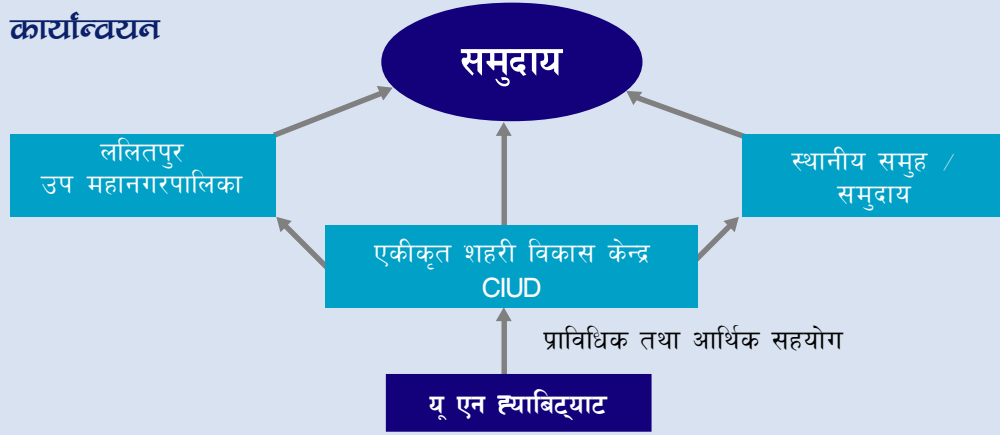 कार्यान्वयन
समुदाय
ललितपुर
उप महानगरपालिका
स्थानीय समुह /
समुदाय
एकीकृत शहरी विकास केन्द्र
CIUD
प्राविधिक तथा आर्थिक सहयोग
यू एन ह्याबिट्याट